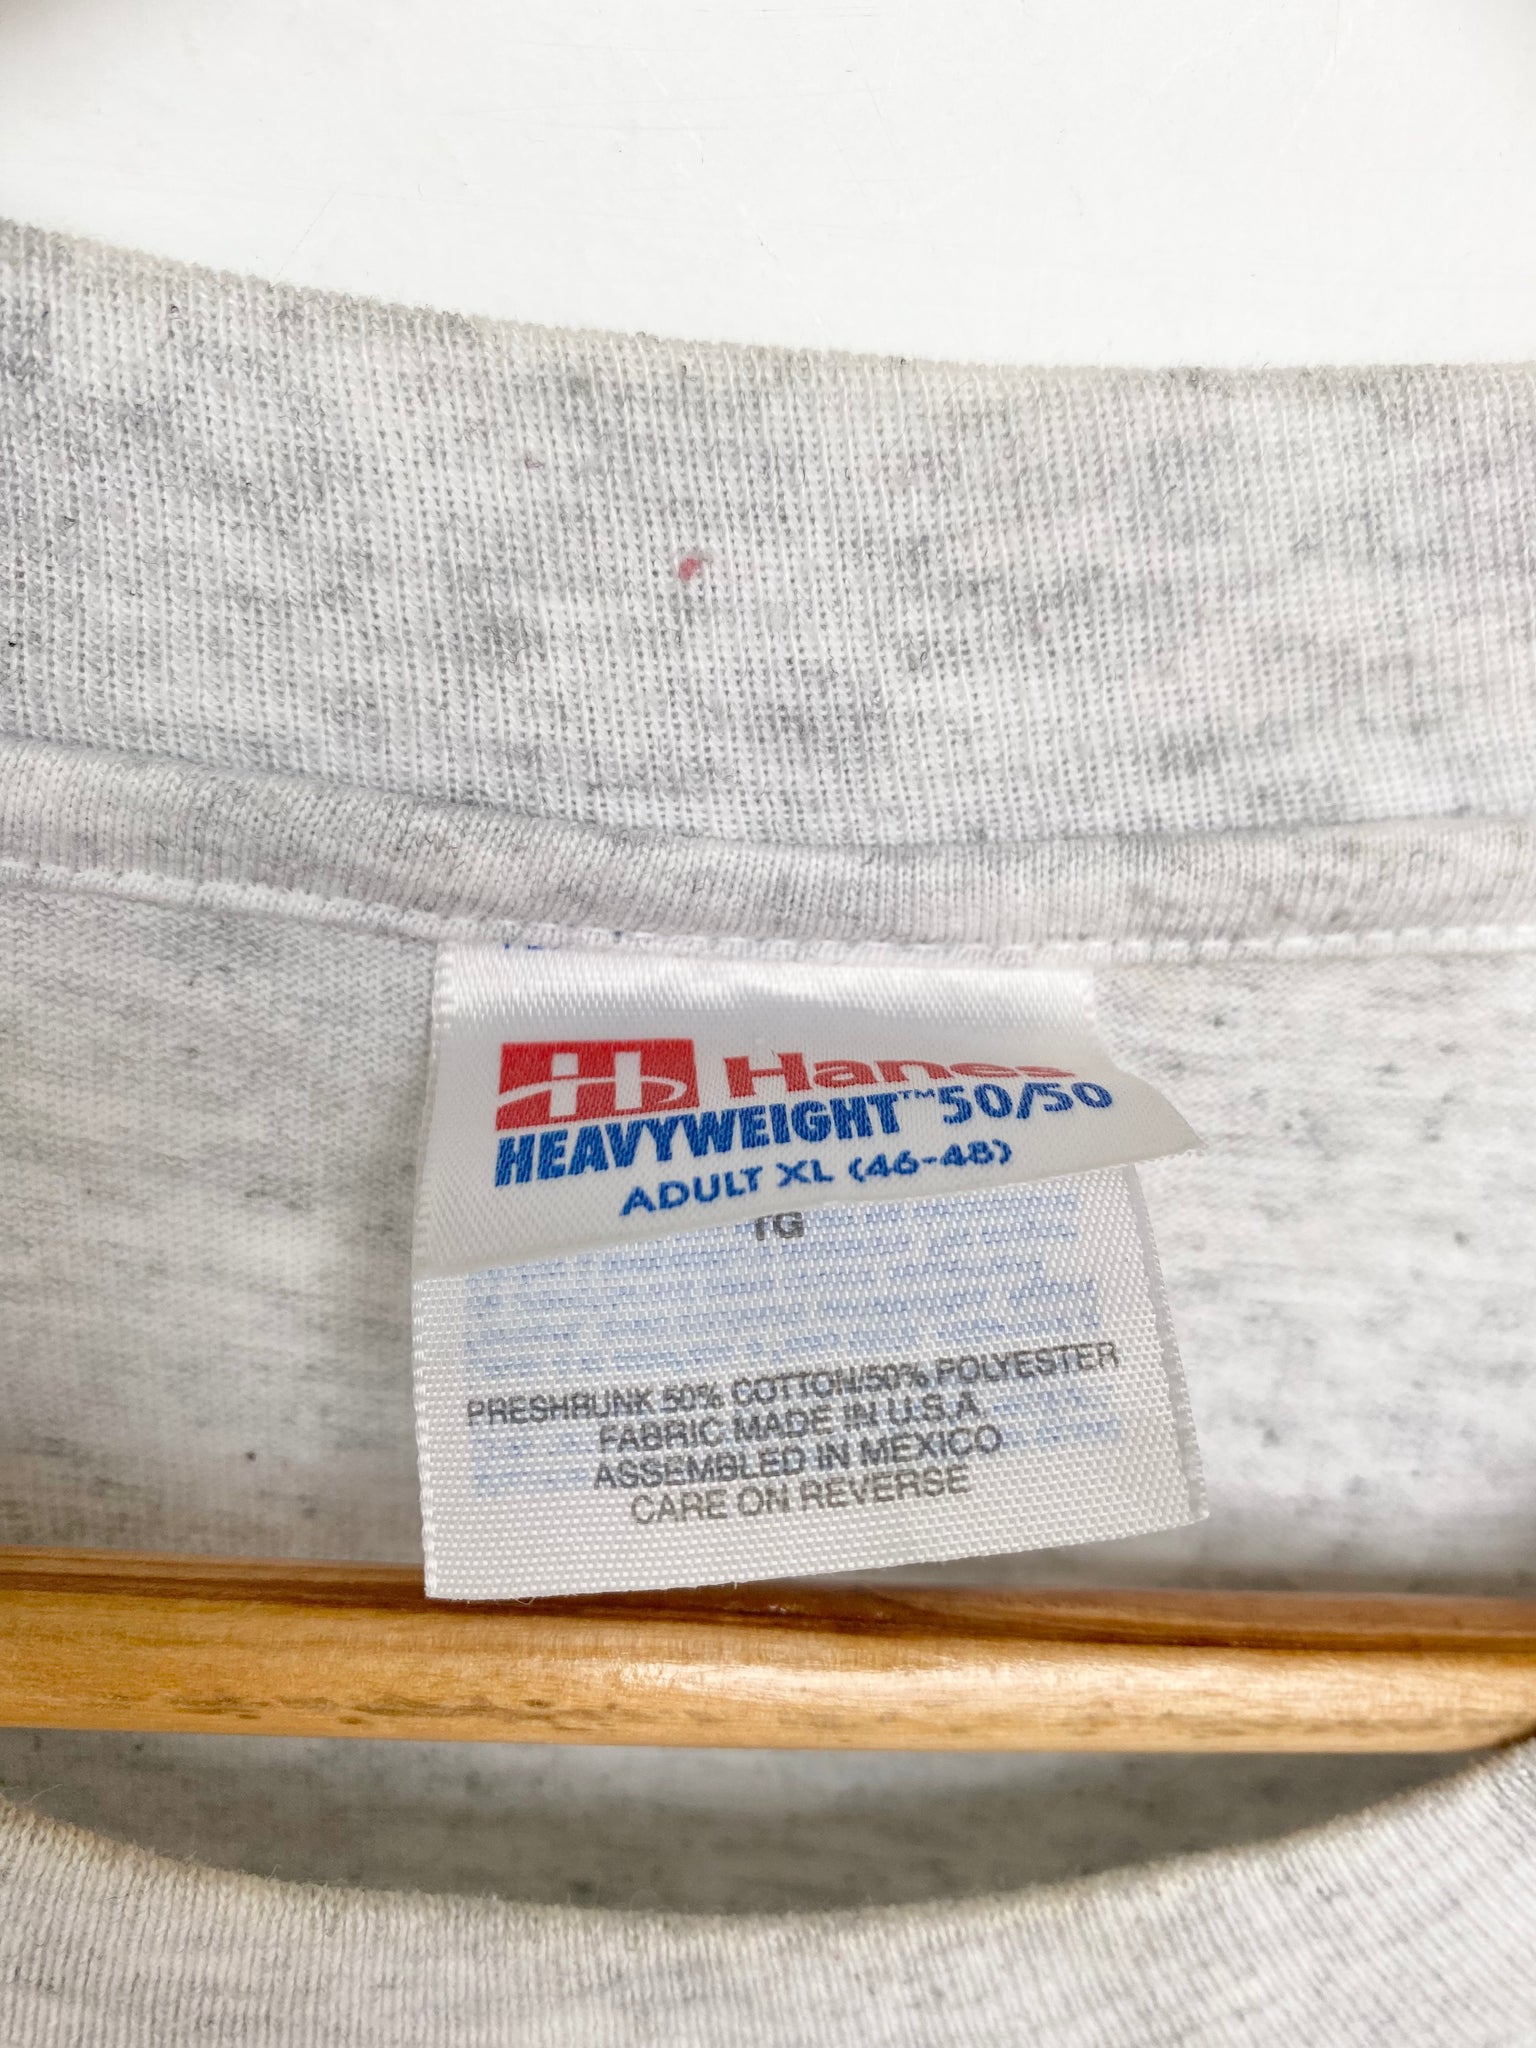 Hanes
HEAVYWEIGHT™ 50/50
ADULT XL (46-48)
PRESHRUNK 50% COTTON/50% POLYESTER
FABRIC MADE IN U.S.A
ASSEMBLED IN MEXICO
CARE ON REVERSE